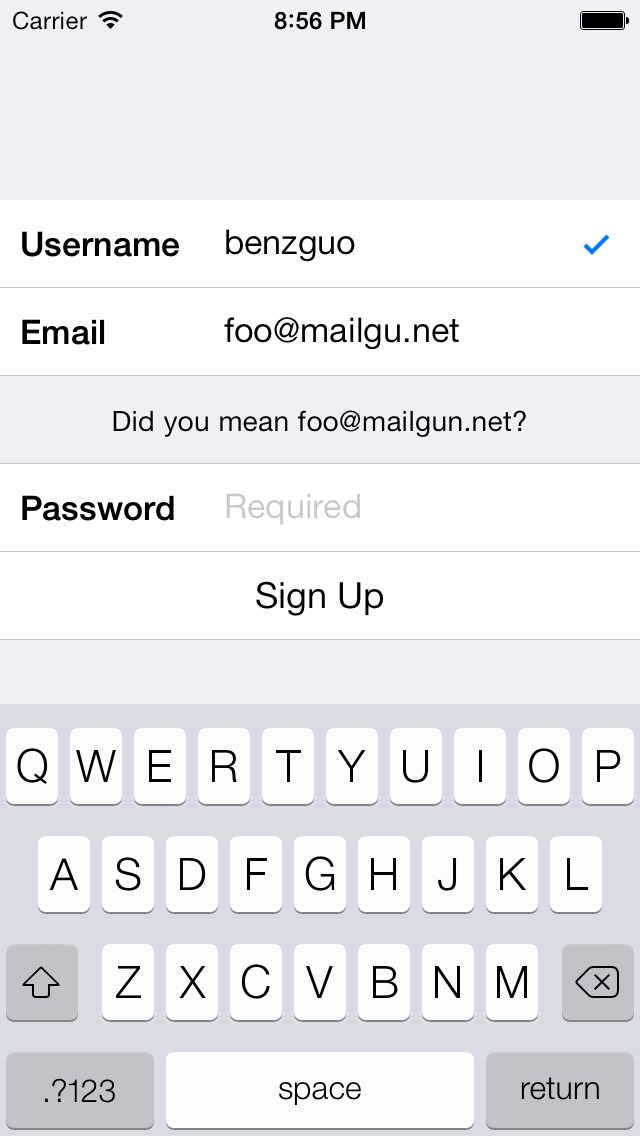 Carrier 8:56 PM
Username benzguo
Email foo@mailgu.net
Did you mean foo@mailgun.net?
Password Required
Sign Up
Q W E R T Y U I O P
A S D F G H J K L
Z X C V B N M
.?123 space return